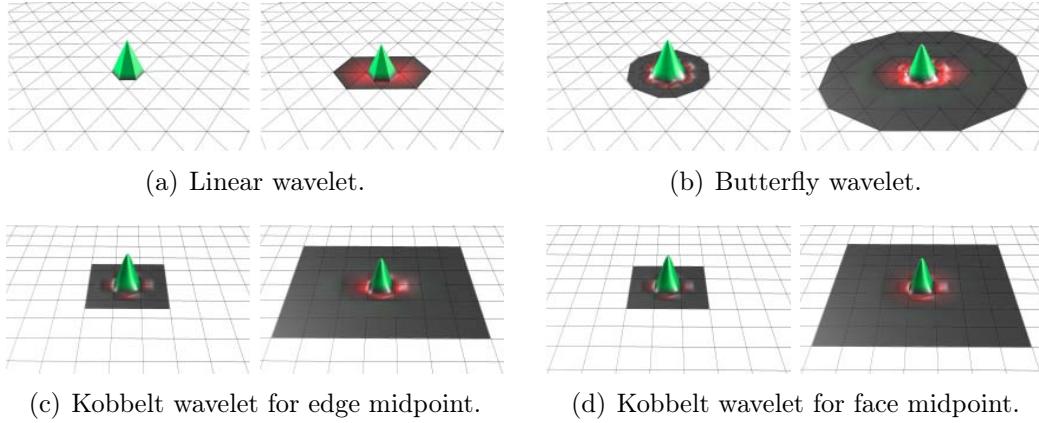 (a) Linear wavelet.
(b) Butterfly wavelet.
(c) Kobbelt wavelet for edge midpoint.
(d) Kobbelt wavelet for face midpoint.